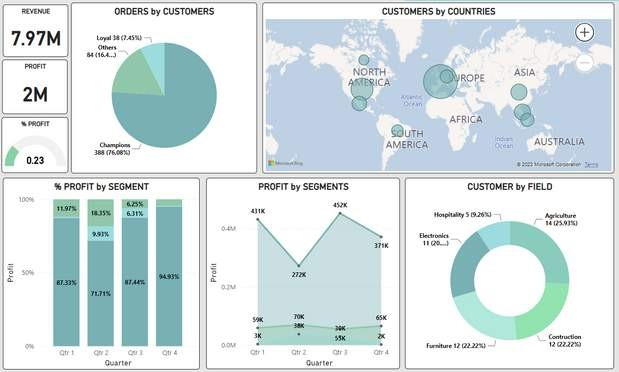 REVENUE
7.97M
PROFIT
2M
% PROFIT
0.23
ORDERS by CUSTOMERS
Loyal 38 (7.45%)
Others
84 (16.4...)
Champions
388 (76,08%)
CUSTOMERS by COUNTRIES
NORTH
AMERICA
EUROPE
ASIA
Atlantic
Ocean
AFRICA
SOUTH
AMERICA
Indian
Ocean
AUSTRALIA
Microsoft Bing
© 2023 Microsoft Corporation Terms
% PROFIT by SEGMENT
100%
50%
0%
11.97%
87.33%
18.35%
9.93%
71.71%
6.25%
6.31%
87.44%
94.93%
Qtr 1
Qtr 2
Qtr 3
Qtr 4
Quarter
PROFIT by SEGMENTS
Profit
0.4M
0.2M
0.0M
431K
272K
452K
371K
59K
70K
38K
30K
55K
65K
3K
2K
Qtr 1
Qtr 2
Qtr 3
Qtr 4
Quarter
Profit
CUSTOMER by FIELD
Hospitality 5 (9.26%)
Agriculture
14 (25.93%)
Electronics
11 (20....)
Furniture 12 (22.22%)
Contruction
12 (22.22%)